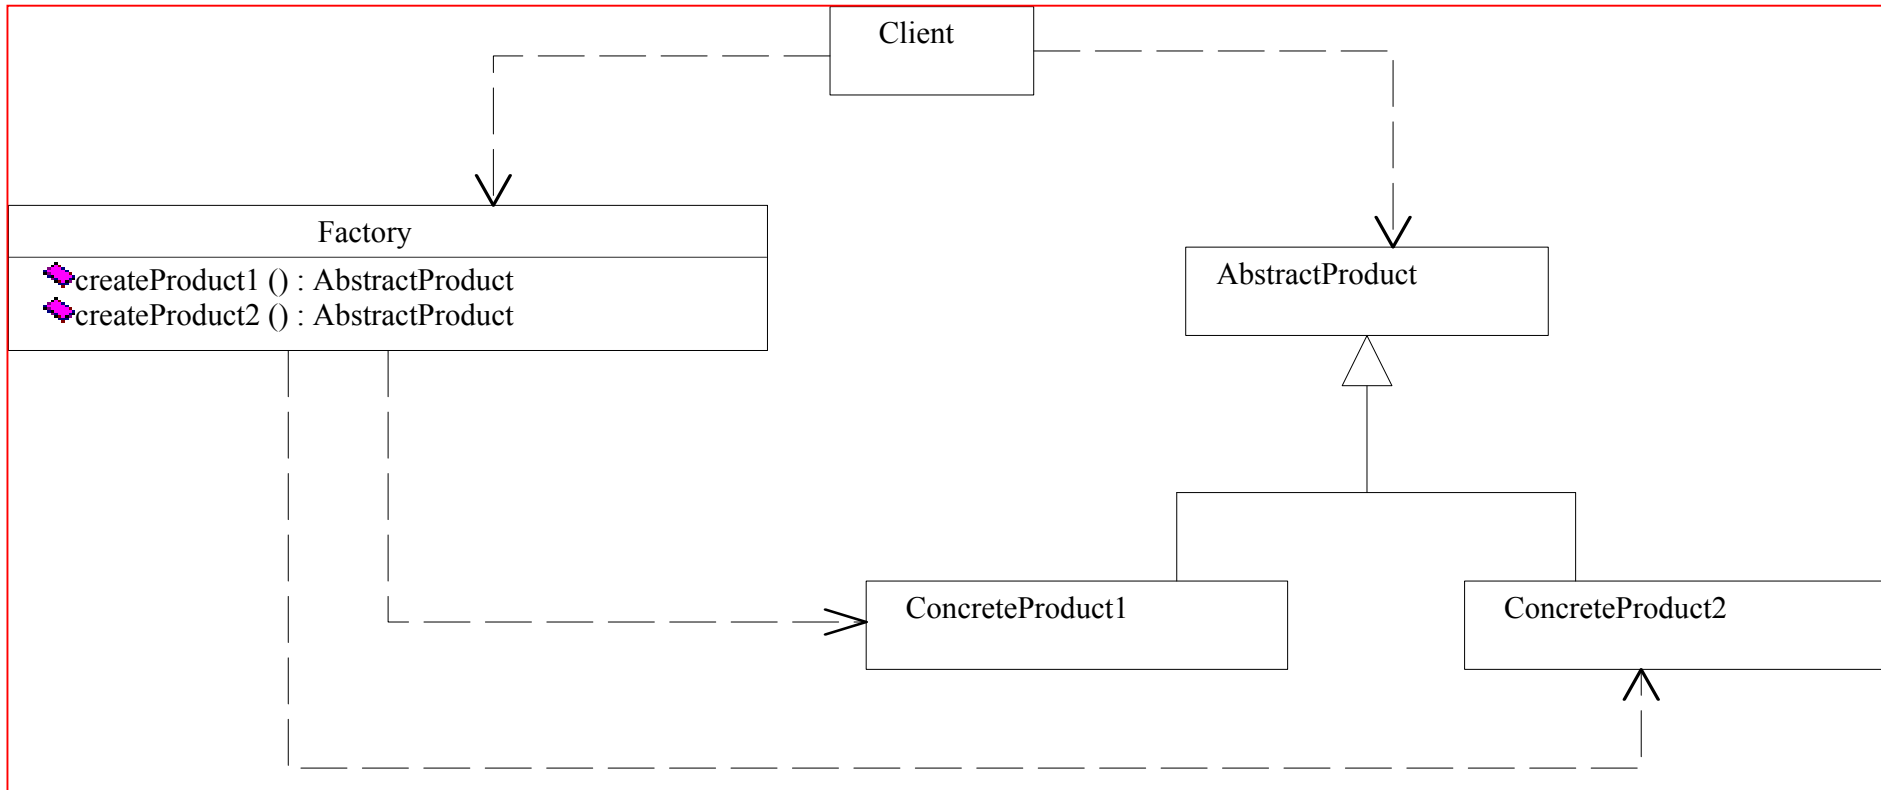 Client
Factory
createProduct1 () : AbstractProduct
createProduct2 () : AbstractProduct
AbstractProduct
ConcreteProduct1
ConcreteProduct2